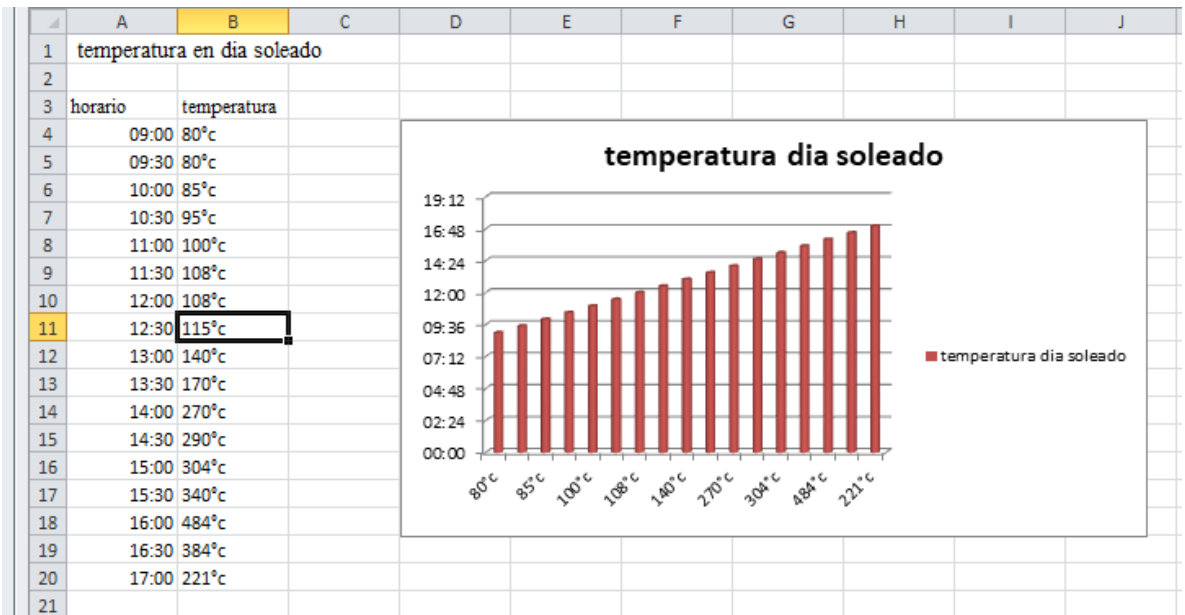 A B C D E F G H I J
1 temperatura en dia soleado
2
3 horario temperatura
4 09:00 80°c
5 09:30 80°c
6 10:00 85°c
7 10:30 95°c
8 11:00 100°c
9 11:30 108°c
10 12:00 108°c
11 12:30 115°c
12 13:00 140°c
13 13:30 170°c
14 14:00 270°c
15 14:30 290°c
16 15:00 304°c
17 15:30 340°c
18 16:00 484°c
19 16:30 384°c
20 17:00 221°c
21
temperatura dia soleado
19:12
16:48
14:24
12:00
09:36
07:12
04:48
02:24
00:00
80°c 85°c 100°c 108°c 140°c 270°c 304°c 484°c 221°c
temperatura dia soleado